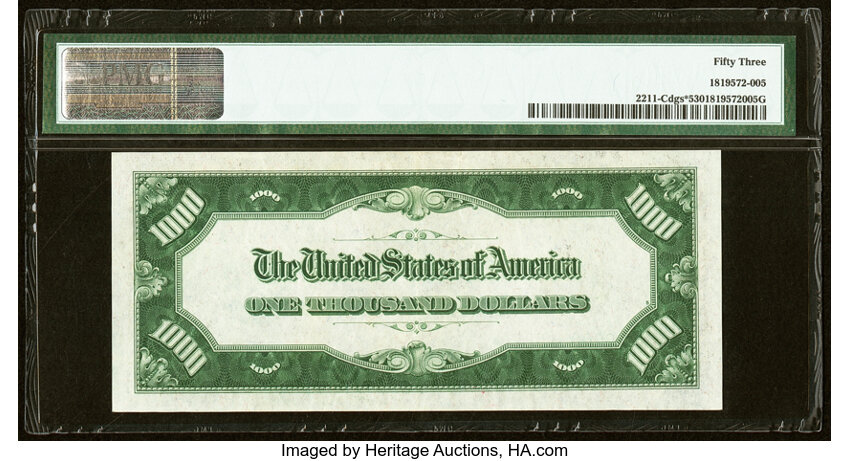 PMG
Fifty Three
1819572-005
2211-Cdgs*5301819572005G
1000 1000 1000 1000
The United States of America
ONE THOUSAND DOLLARS
1000 1000 1000 1000
Imaged by Heritage Auctions, HA.com